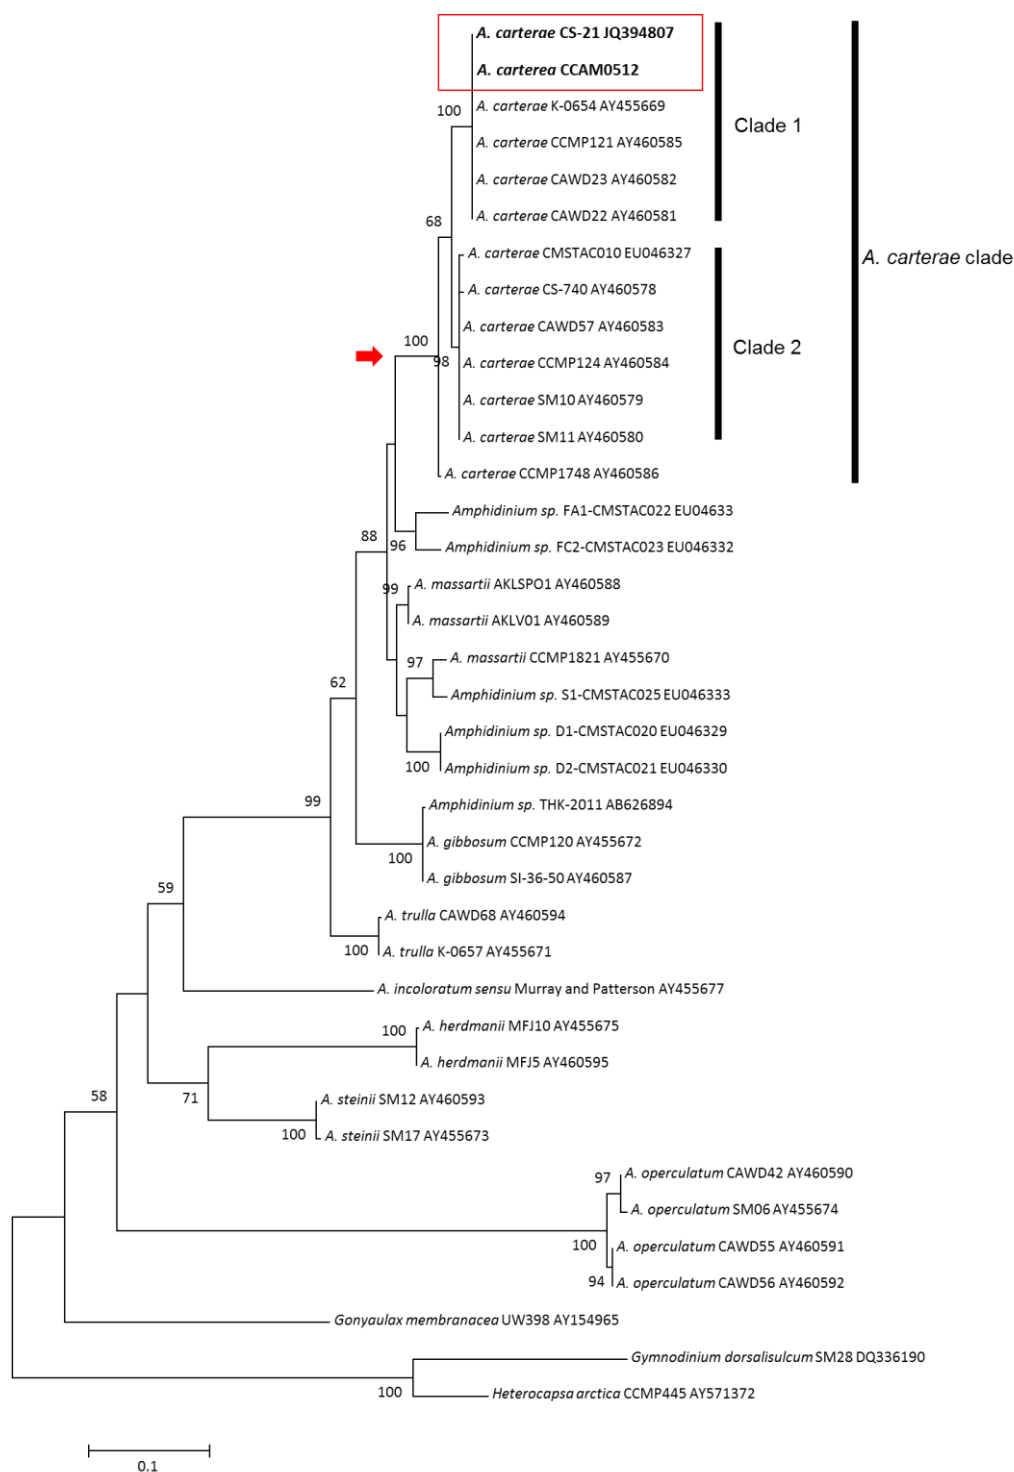 A. carterae CS-21 JQ394807
A. carterea CCAM0512
100
A. carterae K-0654 AY455669
Clade 1
A. carterae CCMP121 AY460585
A. carterae CAWD23 AY460582
68
A. carterae CAWD22 AY460581
A. carterae CMSTAC010 EU046327
A. carterae clade
A. carterae CS-740 AY460578
A. carterae CAWD57 AY460583
100
Clade 2
98
A. carterae CCMP124 AY460584
A. carterae SM10 AY460579
A. carterae SM11 AY460580
A. carterae CCMP1748 AY460586
Amphidinium sp. FA1-CMSTAC022 EU04633
88
96
Amphidinium sp. FC2-CMSTAC023 EU046332
99
A. massartii AKLSPO1 AY460588
A. massartii AKLV01 AY460589
97
A. massartii CCMP1821 AY455670
62
Amphidinium sp. S1-CMSTAC025 EU046333
Amphidinium sp. D1-CMSTAC020 EU046329
100
Amphidinium sp. D2-CMSTAC021 EU046330
99
Amphidinium sp. THK-2011 AB626894
A. gibbosum CCMP120 AY455672
100
A. gibbosum SI-36-50 AY460587
59
A. trulla CAWD68 AY460594
100
A. trulla K-0657 AY455671
A. incoloratum sensu Murray and Patterson AY455677
100
A. herdmanii MFJ10 AY455675
A. herdmanii MFJ5 AY460595
58
71
A. steinii SM12 AY460593
100
A. steinii SM17 AY455673
97
A. operculatum CAWD42 AY460590
A. operculatum SM06 AY455674
100
A. operculatum CAWD55 AY460591
94
A. operculatum CAWD56 AY460592
Gonyaulax membranacea UW398 AY154965
Gymnodinium dorsalisulcum SM28 DQ336190
100
Heterocapsa arctica CCMP445 AY571372
0.1